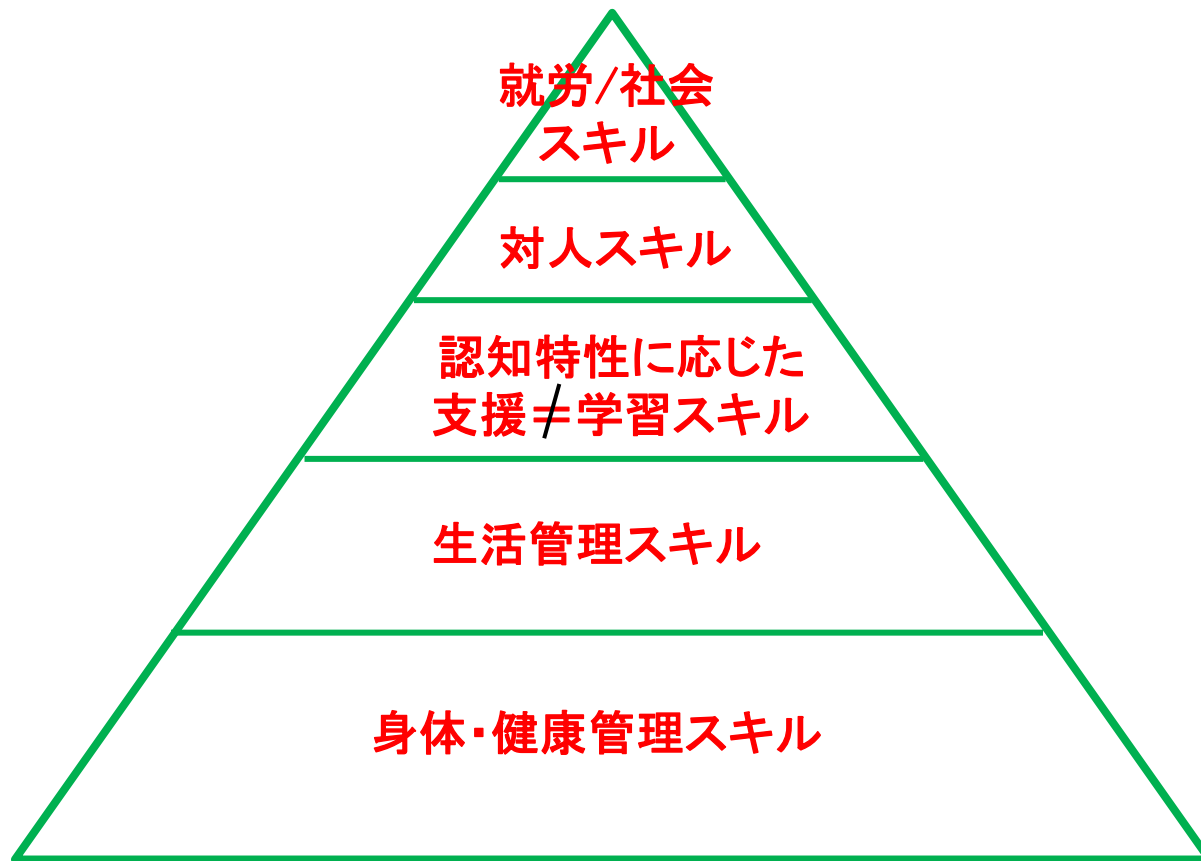 就労/社会
スキル
対人スキル
認知特性に応じた
支援≠学習スキル
生活管理スキル
身体・健康管理スキル